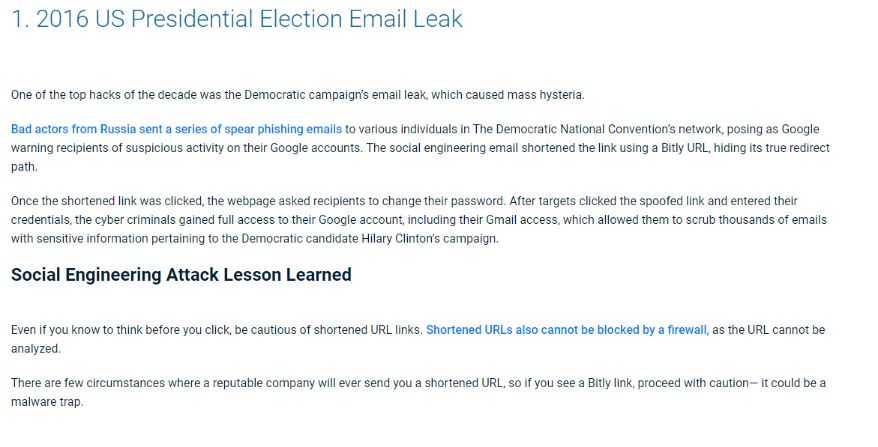 1. 2016 US Presidential Election Email Leak
One of the top hacks of the decade was the Democratic campaign's email leak, which caused mass hysteria.
Bad actors from Russia sent a series of spear phishing emails to various individuals in The Democratic National Convention's network, posing as Google
warning recipients of suspicious activity on their Google accounts. The social engineering email shortened the link using a Bitly URL, hiding its true redirect
path.
Once the shortened link was clicked, the webpage asked recipients to change their password. After targets clicked the spoofed link and entered their
credentials, the cyber criminals gained full access to their Google account, including their Gmail access, which allowed them to scrub thousands of emails
with sensitive information pertaining to the Democratic candidate Hilary Clinton's campaign.
Social Engineering Attack Lesson Learned
Even if you know to think before you click, be cautious of shortened URL links. Shortened URLs also cannot be blocked by a firewall, as the URL cannot be
analyzed.
There are few circumstances where a reputable company will ever send you a shortened URL, so if you see a Bitly link, proceed with caution— it could be a
malware trap.